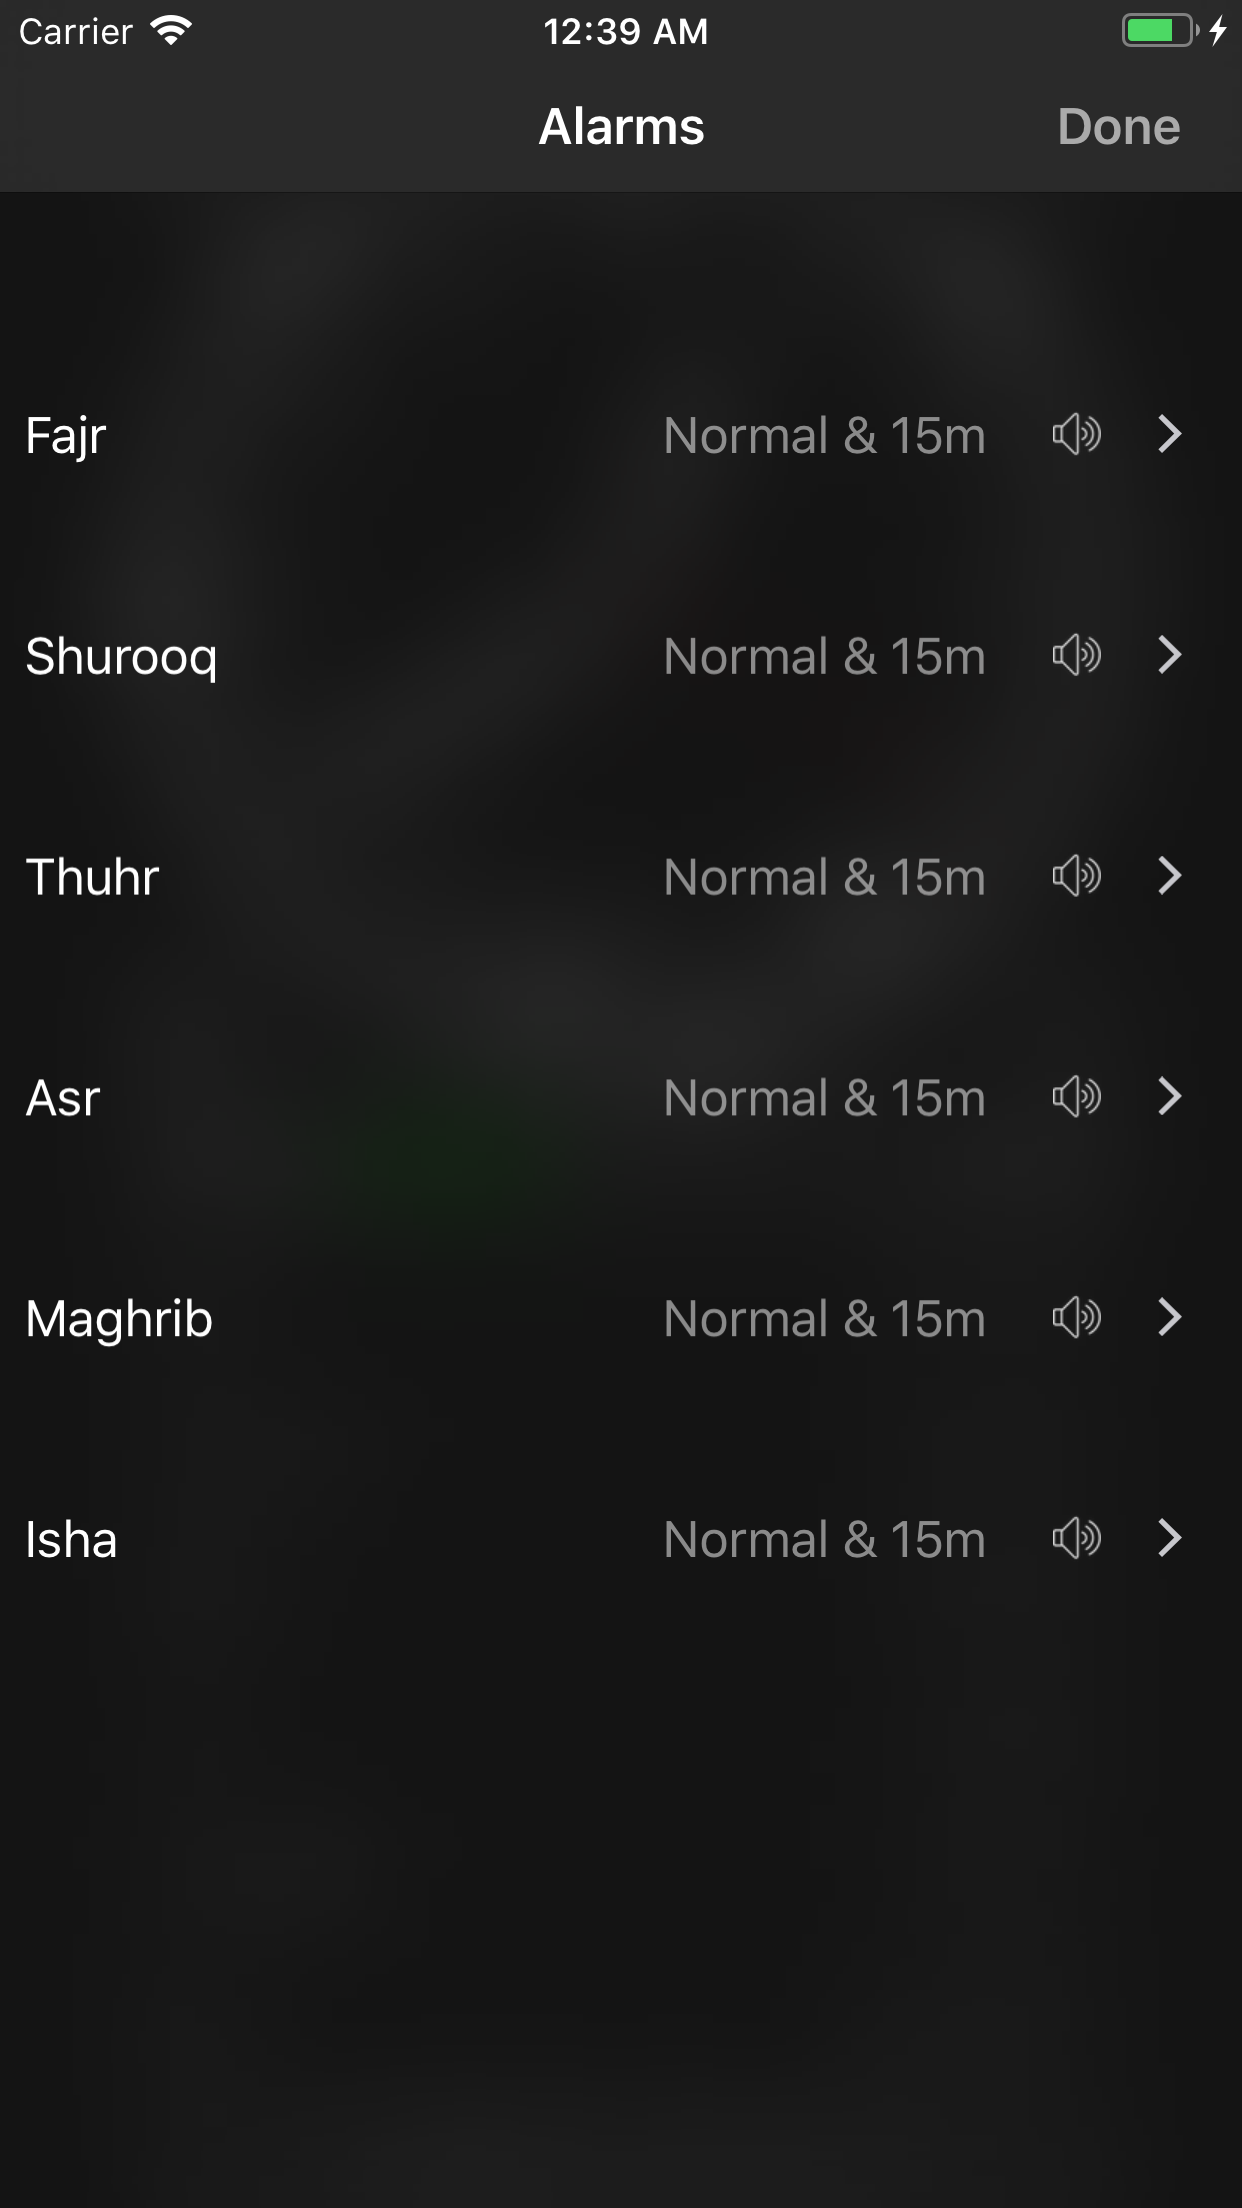 Carrier 12:39 AM
Alarms Done
Fajr Normal & 15m
Shurooq Normal & 15m
Thuhr Normal & 15m
Asr Normal & 15m
Maghrib Normal & 15m
Isha Normal & 15m